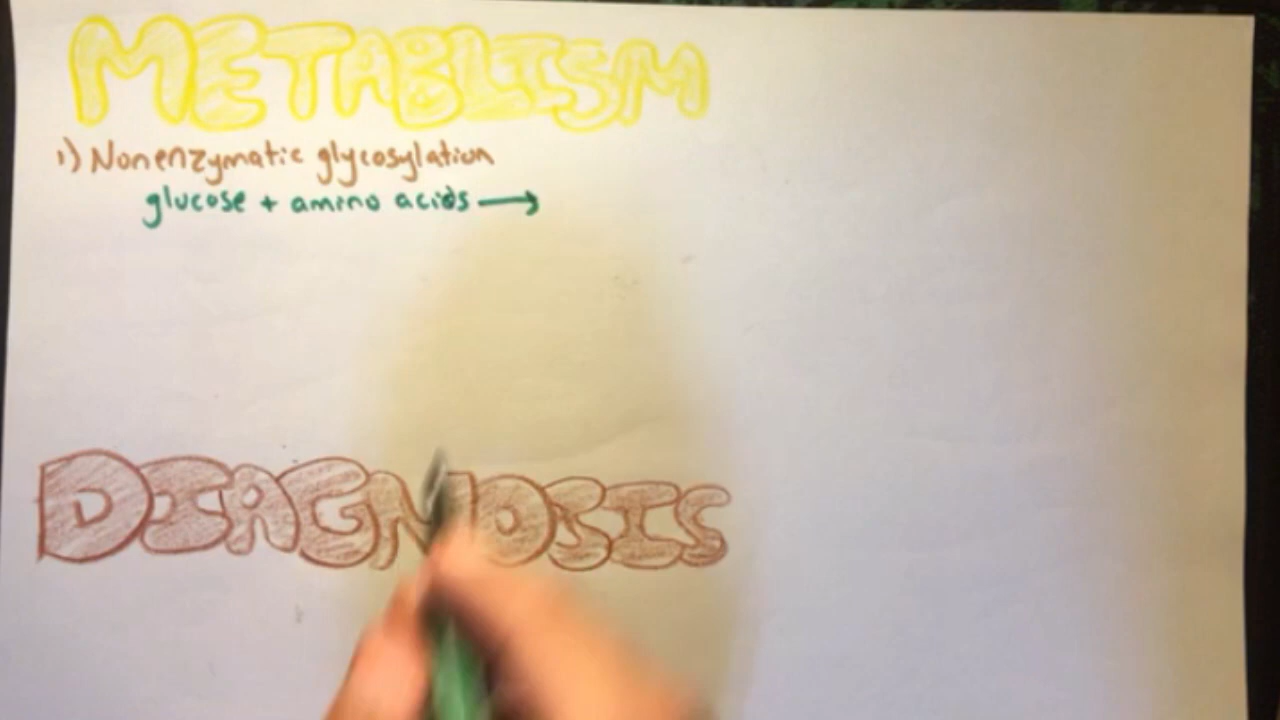 METABLISM
1) Nonenzymatic glycosylation
glucose + amino acids →
DIAGNOSIS